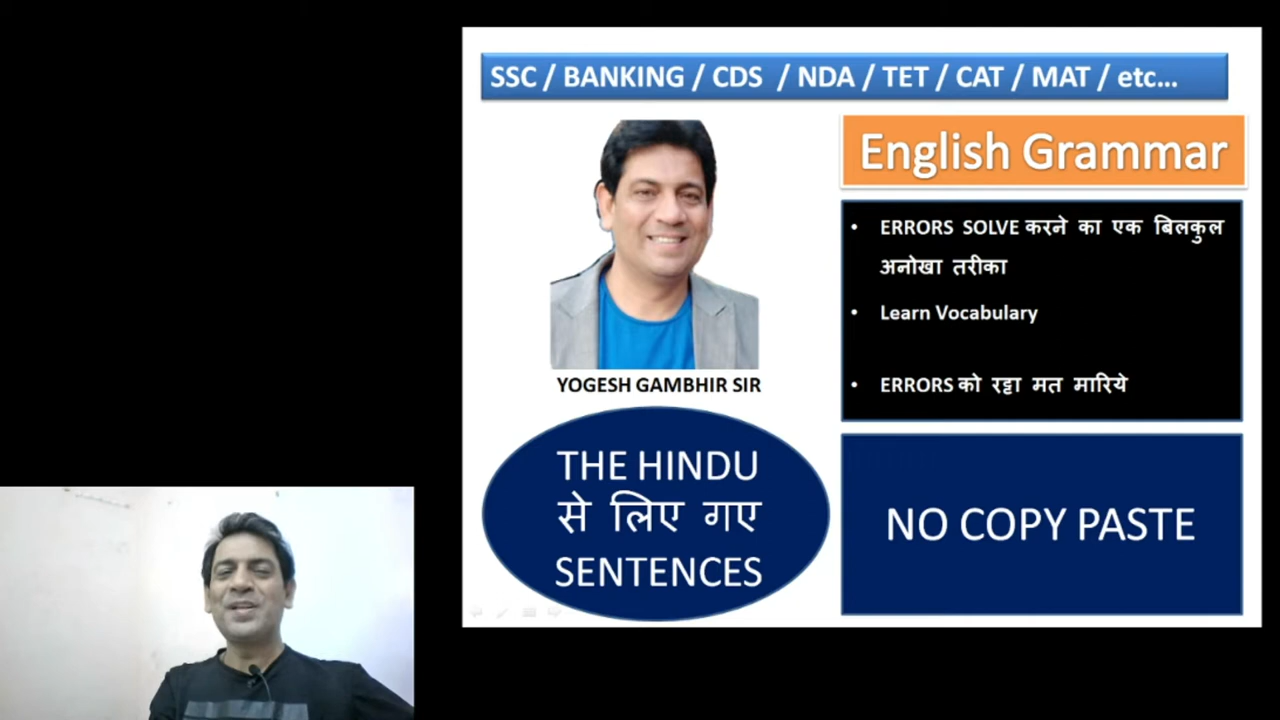 SSC / BANKING / CDS / NDA / TET / CAT / MAT / etc...
English Grammar
• ERRORS SOLVE करने का एक बिलकुल
अनोखा तरीका
• Learn Vocabulary
• ERRORS को रट्टा मत मारिये
YOGESH GAMBHIR SIR
THE HINDU
से लिए गए
SENTENCES
NO COPY PASTE